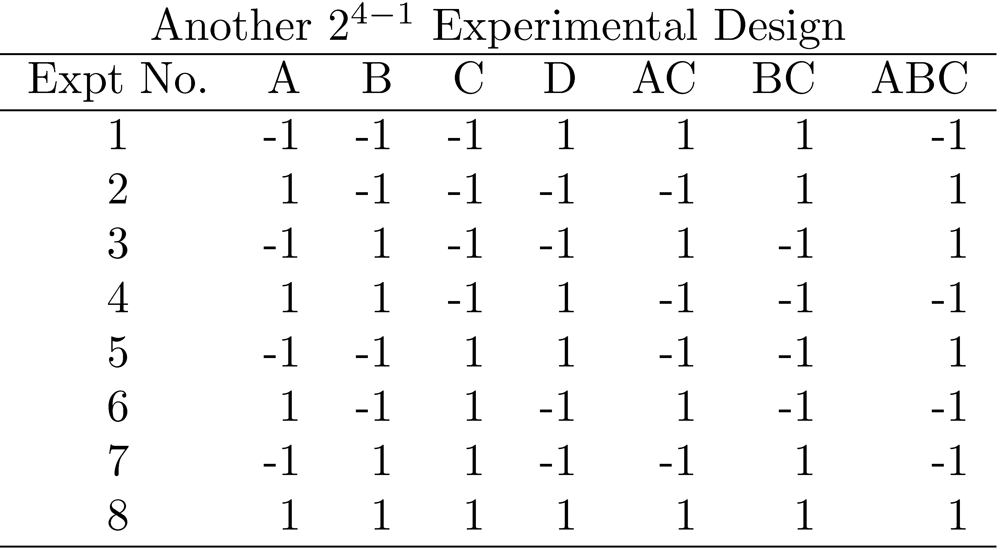 Another 2^{4−1} Experimental Design
Expt No. A B C D AC BC ABC
1 -1 -1 -1 1 1 1 -1
2 1 -1 -1 -1 -1 1 1
3 -1 1 -1 -1 1 -1 1
4 1 1 -1 1 -1 -1 -1
5 -1 -1 1 1 -1 -1 1
6 1 -1 1 -1 1 -1 -1
7 -1 1 1 -1 -1 1 -1
8 1 1 1 1 1 1 1